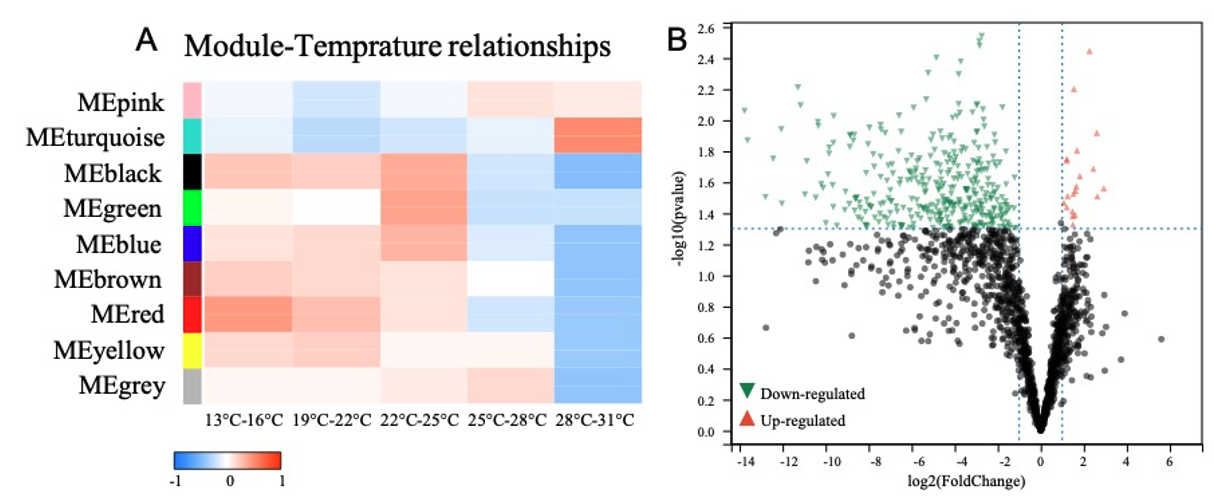 A
Module-Temprature relationships
MEpink
MEturquoise
MEblack
MEgreen
MEblue
MEbrown
MEred
MEyellow
MEgrey
13°C-16°C 19°C-22°C 22°C-25°C 25°C-28°C 28°C-31°C
-1 0 1
B
-log10(pvalue)
2.6
2.4
2.2
2.0
1.8
1.6
1.4
1.2
1.0
0.8
0.6
0.4
0.2
0.0
Down-regulated
Up-regulated
-14 -12 -10 -8 -6 -4 -2 0 2 4 6
log2(FoldChange)